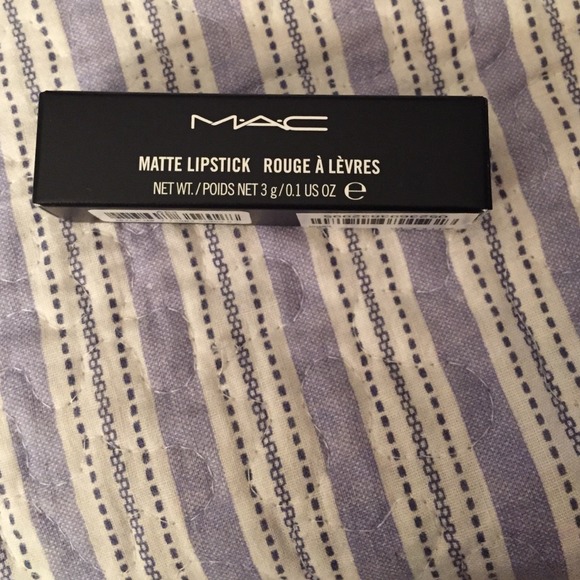 M·A·C
MATTE LIPSTICK ROUGE À LÈVRES
NET WT./POIDS NET 3 g/0.1 US OZ ℮